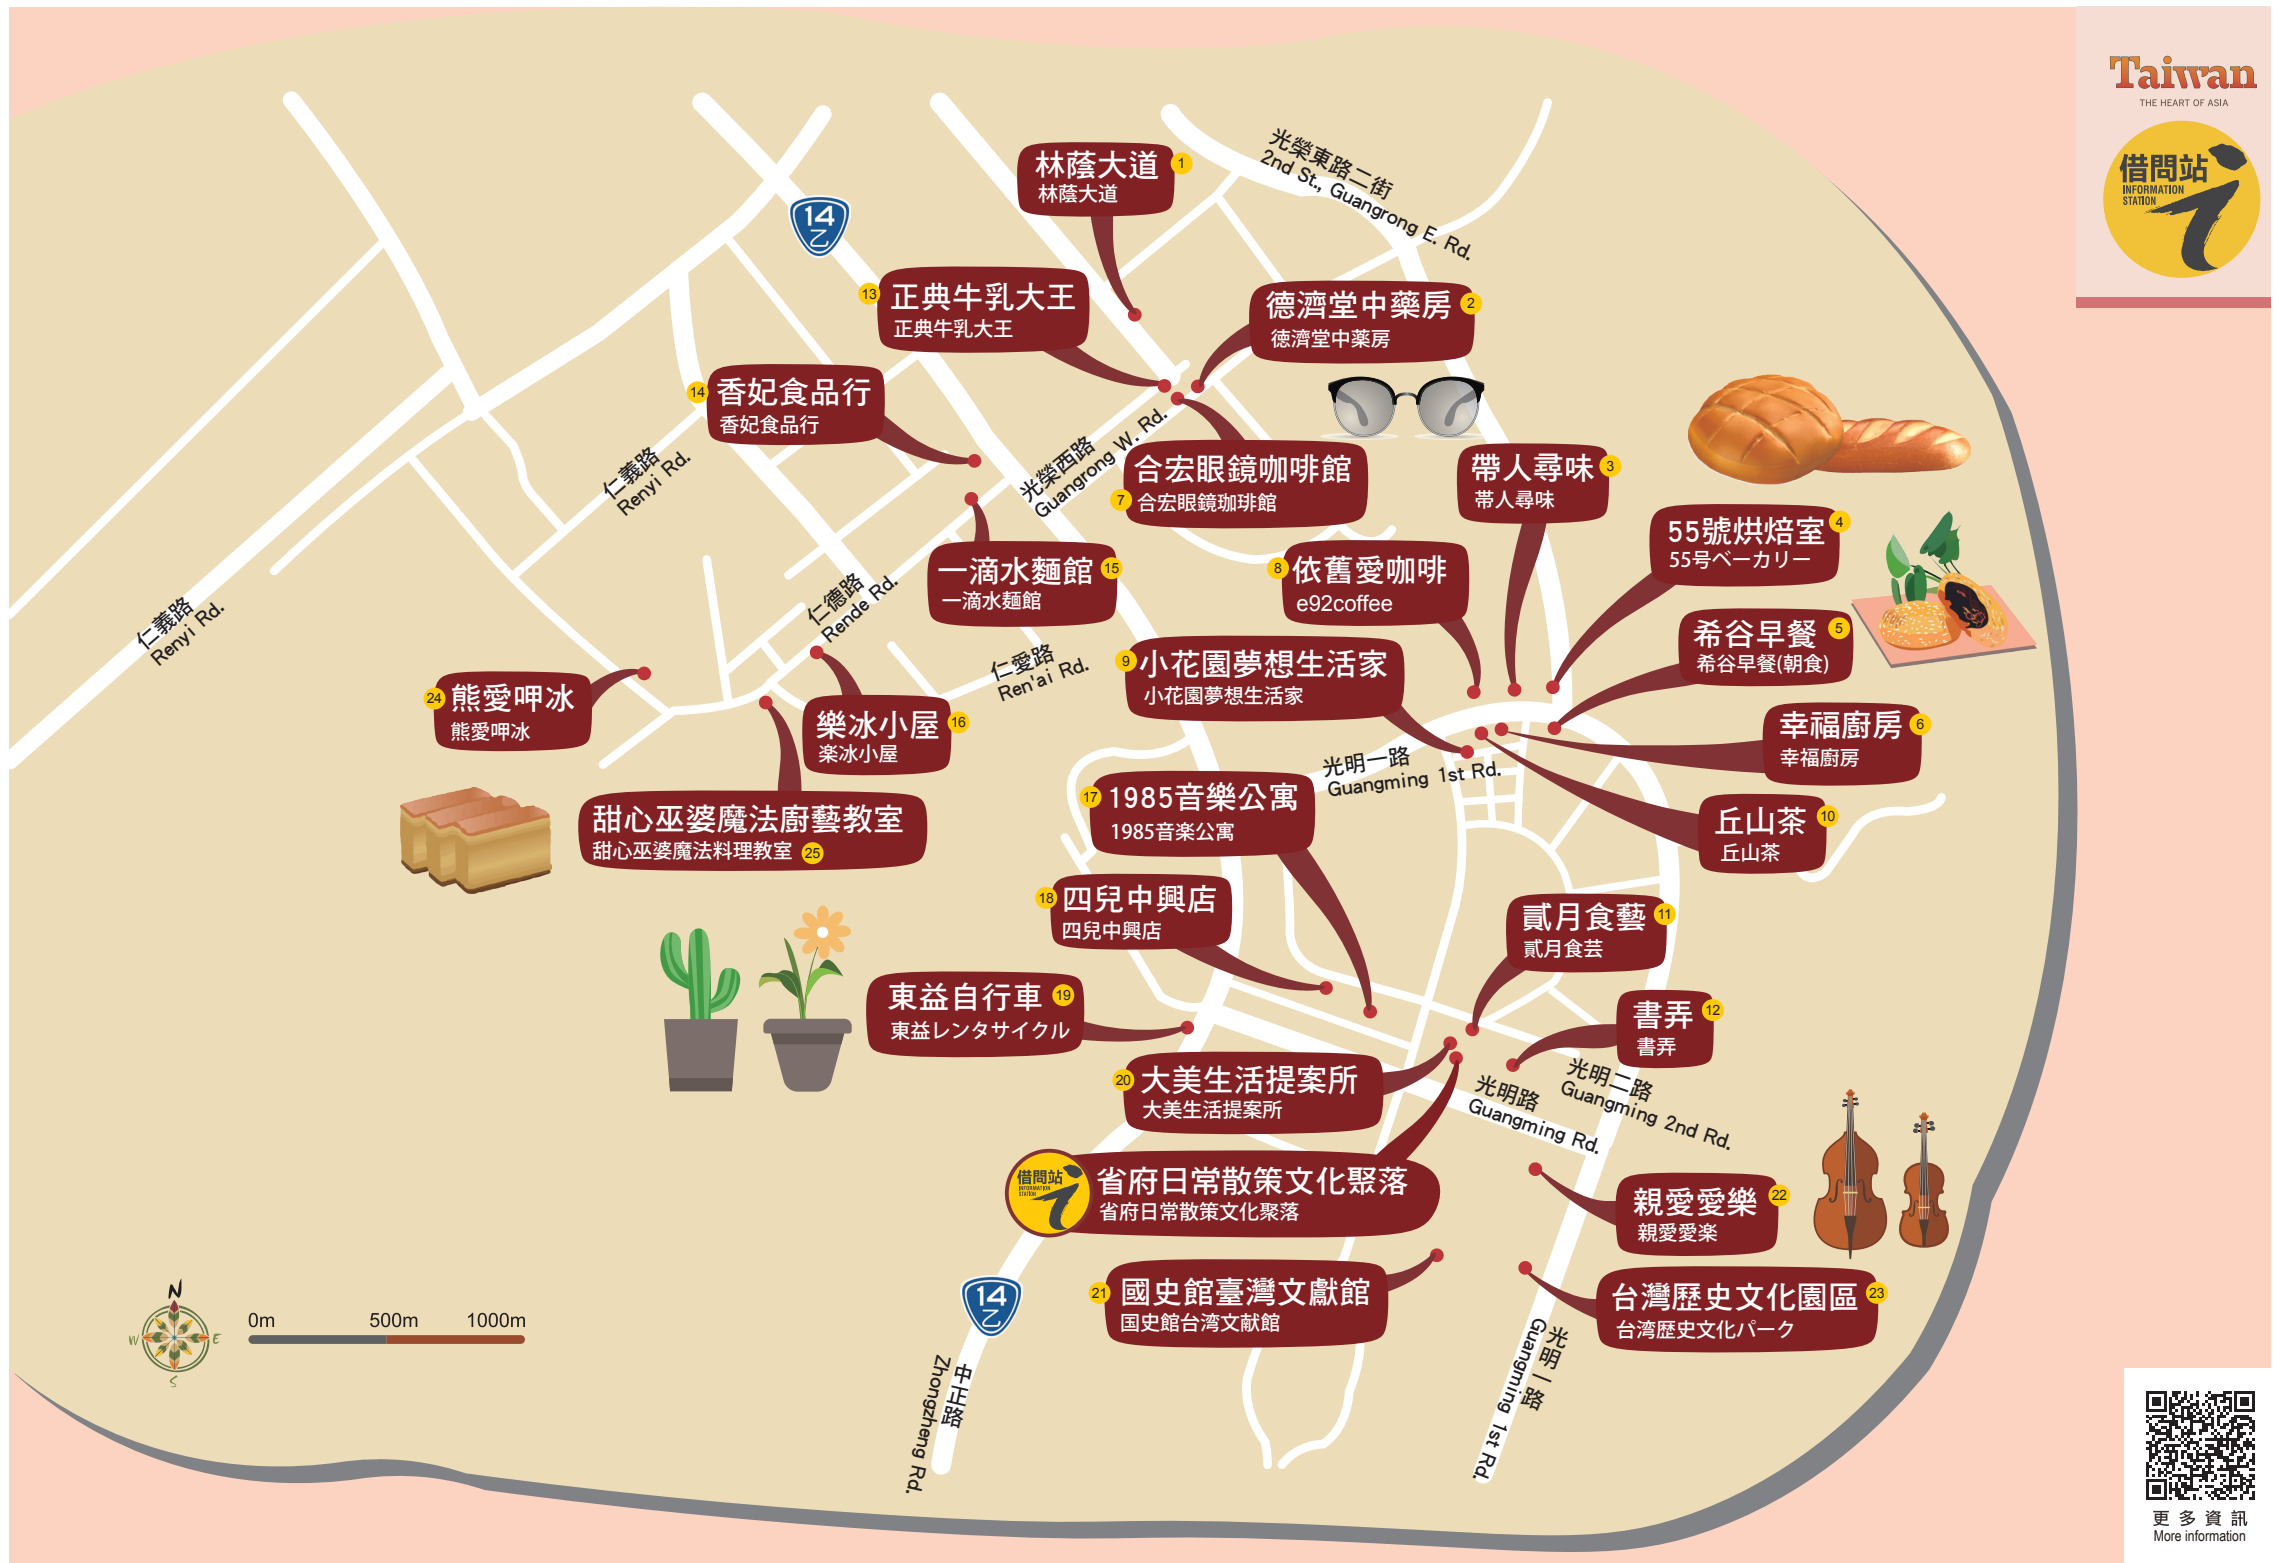 Taiwan
THE HEART OF ASIA
借問站
INFORMATION
STATION
光榮東路二街
2nd St., Guangrong E. Rd.
林蔭大道 1
林蔭大道
14
乙
13 正典牛乳大王
正典牛乳大王
德濟堂中藥房 2
徳濟堂中薬房
14 香妃食品行
香妃食品行
仁義路
Renyi Rd.
光榮西路
Guangrong W. Rd.
合宏眼鏡咖啡館
7 合宏眼鏡珈琲館
帶人尋味 3
帯人尋味
55號烘焙室 4
55号ベーカリー
一滴水麵館 15
一滴水麺館
8 依舊愛咖啡
e92coffee
仁德路
Rende Rd.
仁義路
Renyi Rd.
希谷早餐 5
希谷早餐(朝食)
仁愛路
Ren'ai Rd.
9 小花園夢想生活家
小花園夢想生活家
24 熊愛呷冰
熊愛呷冰
樂冰小屋 16
楽冰小屋
幸福廚房 6
幸福廚房
光明一路
Guangming 1st Rd.
17 1985音樂公寓
1985音楽公寓
甜心巫婆魔法廚藝教室
甜心巫婆魔法料理教室 25
丘山茶 10
丘山茶
18 四兒中興店
四兒中興店
貳月食藝 11
貳月食芸
東益自行車 19
東益レンタサイクル
書弄 12
書弄
20 大美生活提案所
大美生活提案所
光明路
Guangming Rd.
光明二路
Guangming 2nd Rd.
借問站
INFORMATION
STATION
省府日常散策文化聚落
省府日常散策文化聚落
親愛愛樂 22
親愛愛楽
21 國史館臺灣文獻館
国史館台湾文献館
台灣歷史文化園區 23
台湾歴史文化パーク
14
乙
中正路
Zhongzheng Rd.
光明一路
Guangming 1st Rd.
N
W
E
S
0m 500m 1000m
更多資訊
More information